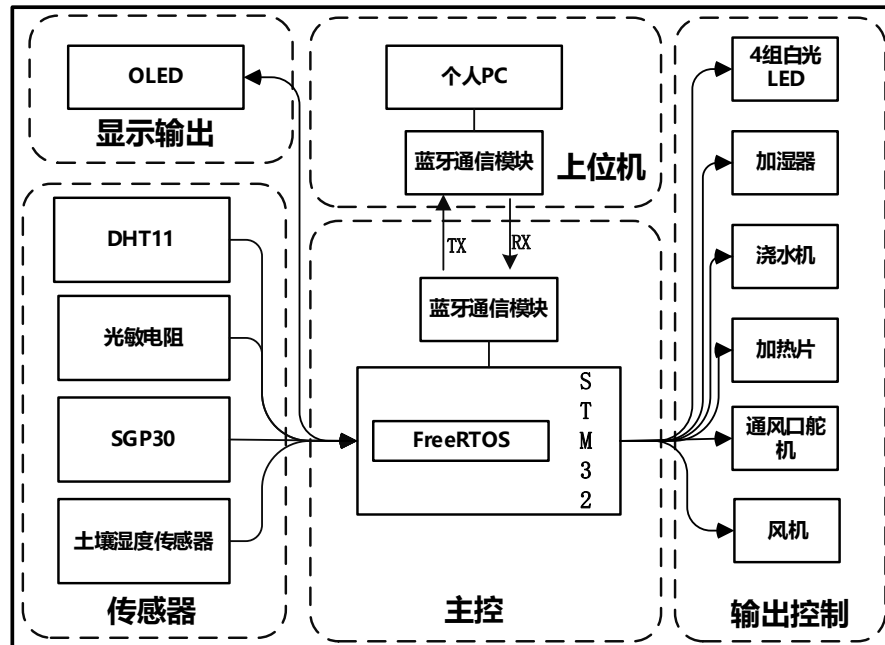 OLED
显示输出
个人PC
蓝牙通信模块
上位机
TX
RX
DHT11
光敏电阻
SGP30
土壤湿度传感器
传感器
蓝牙通信模块
FreeRTOS
S
T
M
3
2
主控
4组白光
LED
加湿器
浇水机
加热片
通风口舵
机
风机
输出控制